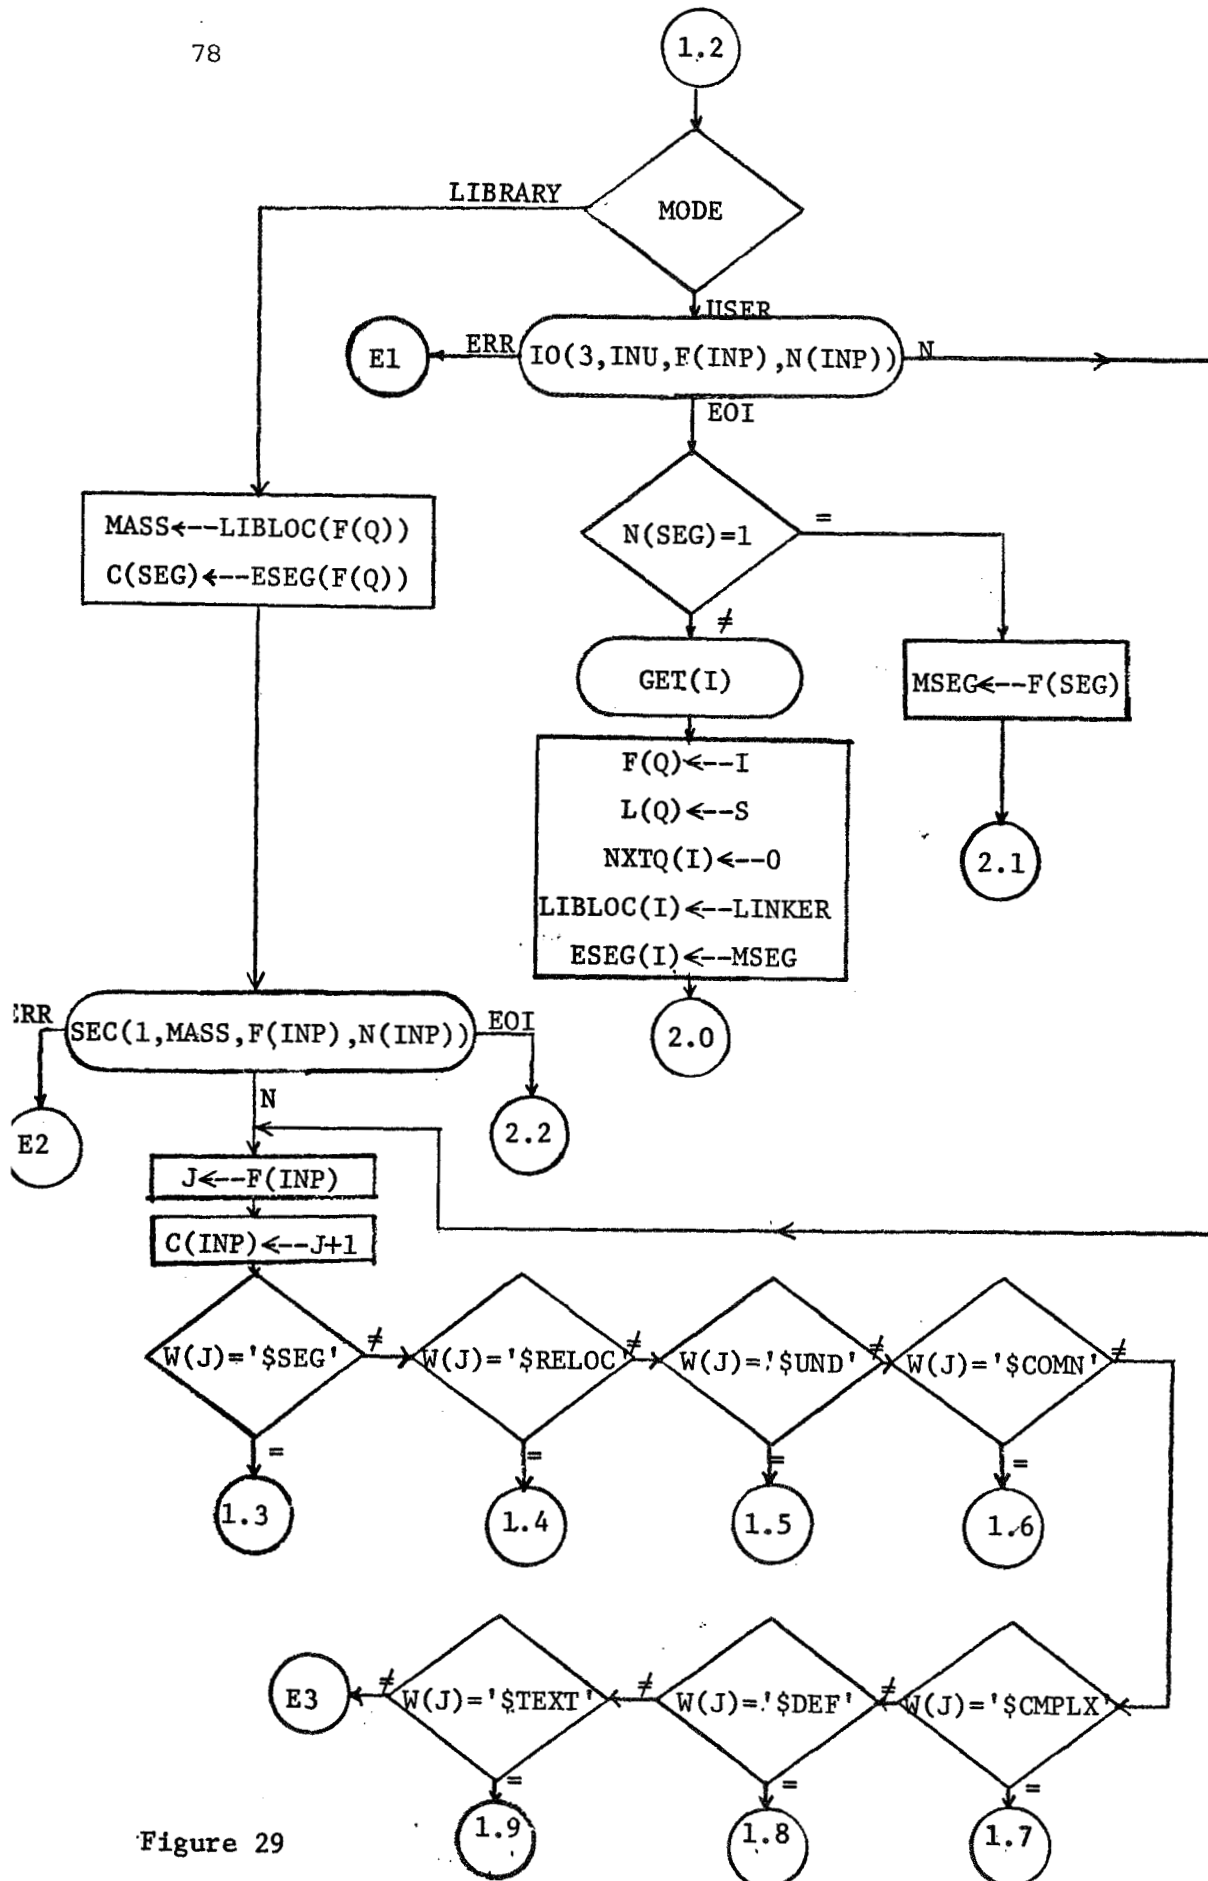 78
1.2
LIBRARY
MODE
USER
E1
ERR
IO(3,INU,F(INP),N(INP))
N
EOI
MASS<--LIBLOC(F(Q))
C(SEG)<--ESEG(F(Q))
N(SEG)=1
=
≠
GET(I)
MSEG<--F(SEG)
F(Q)<--I
L(Q)<--S
NXTQ(I)<--0
LIBLOC(I)<--LINKER
ESEG(I)<--MSEG
2.1
ERR
SEC(1,MASS,F(INP),N(INP))
EOI
2.0
N
E2
2.2
J<--F(INP)
C(INP)<--J+1
W(J)='$SEG'
≠
W(J)='$RELOC'
≠
W(J)='$UND'
≠
W(J)='$COMN'
≠
=
=
=
=
1.3
1.4
1.5
1.6
E3
≠
W(J)='$TEXT'
≠
W(J)='$DEF'
≠
W(J)='$CMPLX'
=
=
=
1.9
1.8
1.7
Figure 29